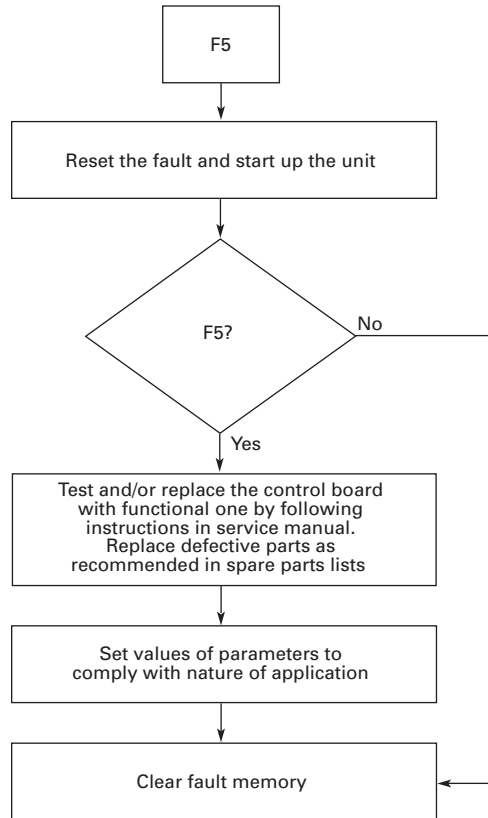 F5
Reset the fault and start up the unit
F5?
No
Yes
Test and/or replace the control board
with functional one by following
instructions in service manual.
Replace defective parts as
recommended in spare parts lists
Set values of parameters to
comply with nature of application
Clear fault memory